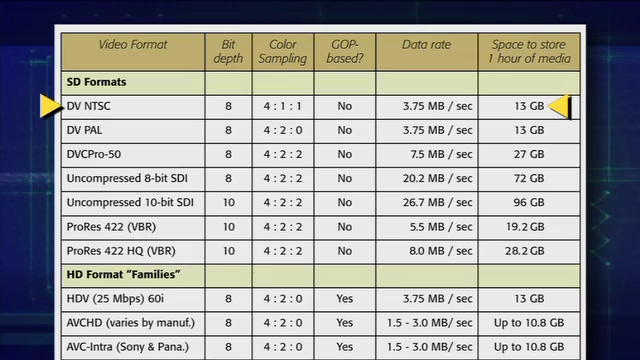 Video Format Bit depth Color Sampling GOP-based? Data rate Space to store 1 hour of media
SD Formats
DV NTSC 8 4 : 1 : 1 No 3.75 MB / sec 13 GB
DV PAL 8 4 : 2 : 0 No 3.75 MB / sec 13 GB
DVCPro-50 8 4 : 2 : 2 No 7.5 MB / sec 27 GB
Uncompressed 8-bit SDI 8 4 : 2 : 2 No 20.2 MB / sec 72 GB
Uncompressed 10-bit SDI 10 4 : 2 : 2 No 26.7 MB / sec 96 GB
ProRes 422 (VBR) 10 4 : 2 : 2 No 5.5 MB / sec 19.2 GB
ProRes 422 HQ (VBR) 10 4 : 2 : 2 No 8.0 MB / sec 28.2 GB
HD Format “Families”
HDV (25 Mbps) 60i 8 4 : 2 : 0 Yes 3.75 MB / sec 13 GB
AVCHD (varies by manuf.) 8 4 : 2 : 0 Yes 1.5 - 3.0 MB / sec Up to 10.8 GB
AVC-Intra (Sony & Pana.) 8 4 : 2 : 0 Yes 1.5 - 3.0 MB/ sec Up to 10.8 GB